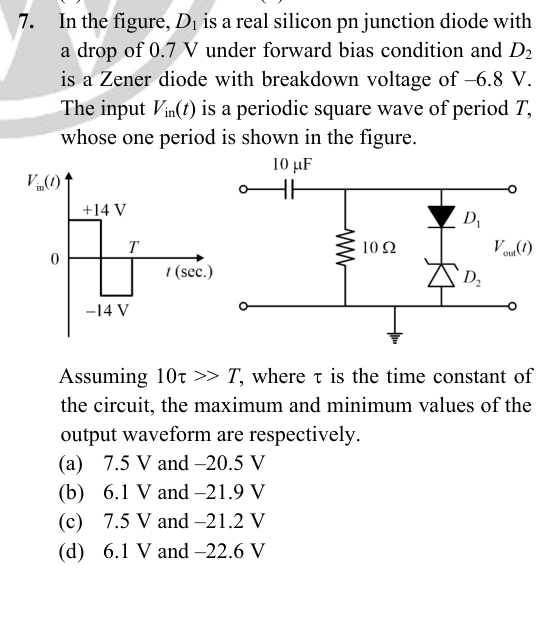 7. In the figure, D₁ is a real silicon pn junction diode with
a drop of 0.7 V under forward bias condition and D₂
is a Zener diode with breakdown voltage of –6.8 V.
The input Vin(t) is a periodic square wave of period T,
whose one period is shown in the figure.
10 μF
Vin(t)
+14 V
D₁
T
10 Ω
Vout(t)
0
t (sec.)
D₂
–14 V
Assuming 10τ >> T, where τ is the time constant of
the circuit, the maximum and minimum values of the
output waveform are respectively.
(a) 7.5 V and –20.5 V
(b) 6.1 V and –21.9 V
(c) 7.5 V and –21.2 V
(d) 6.1 V and –22.6 V